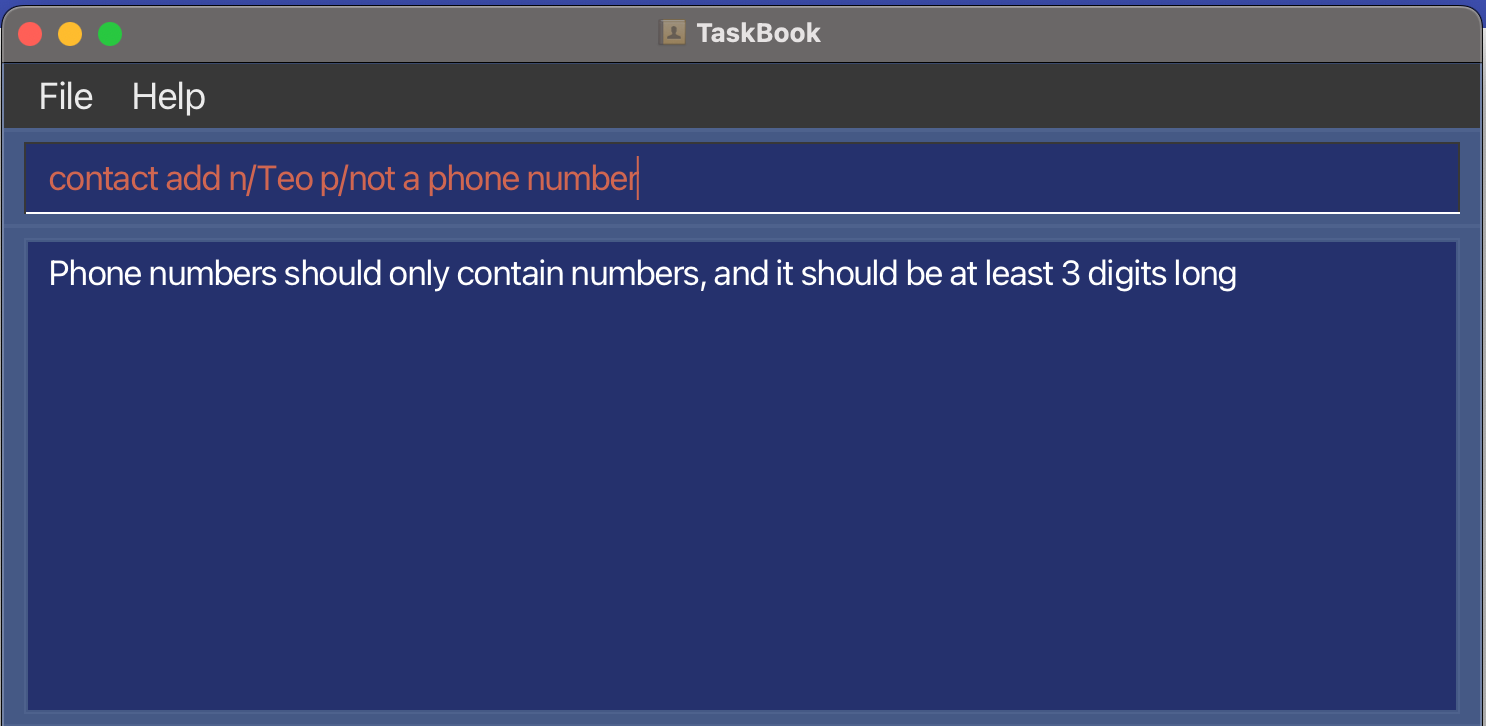 TaskBook
File Help
contact add n/Teo p/not a phone number
Phone numbers should only contain numbers, and it should be at least 3 digits long